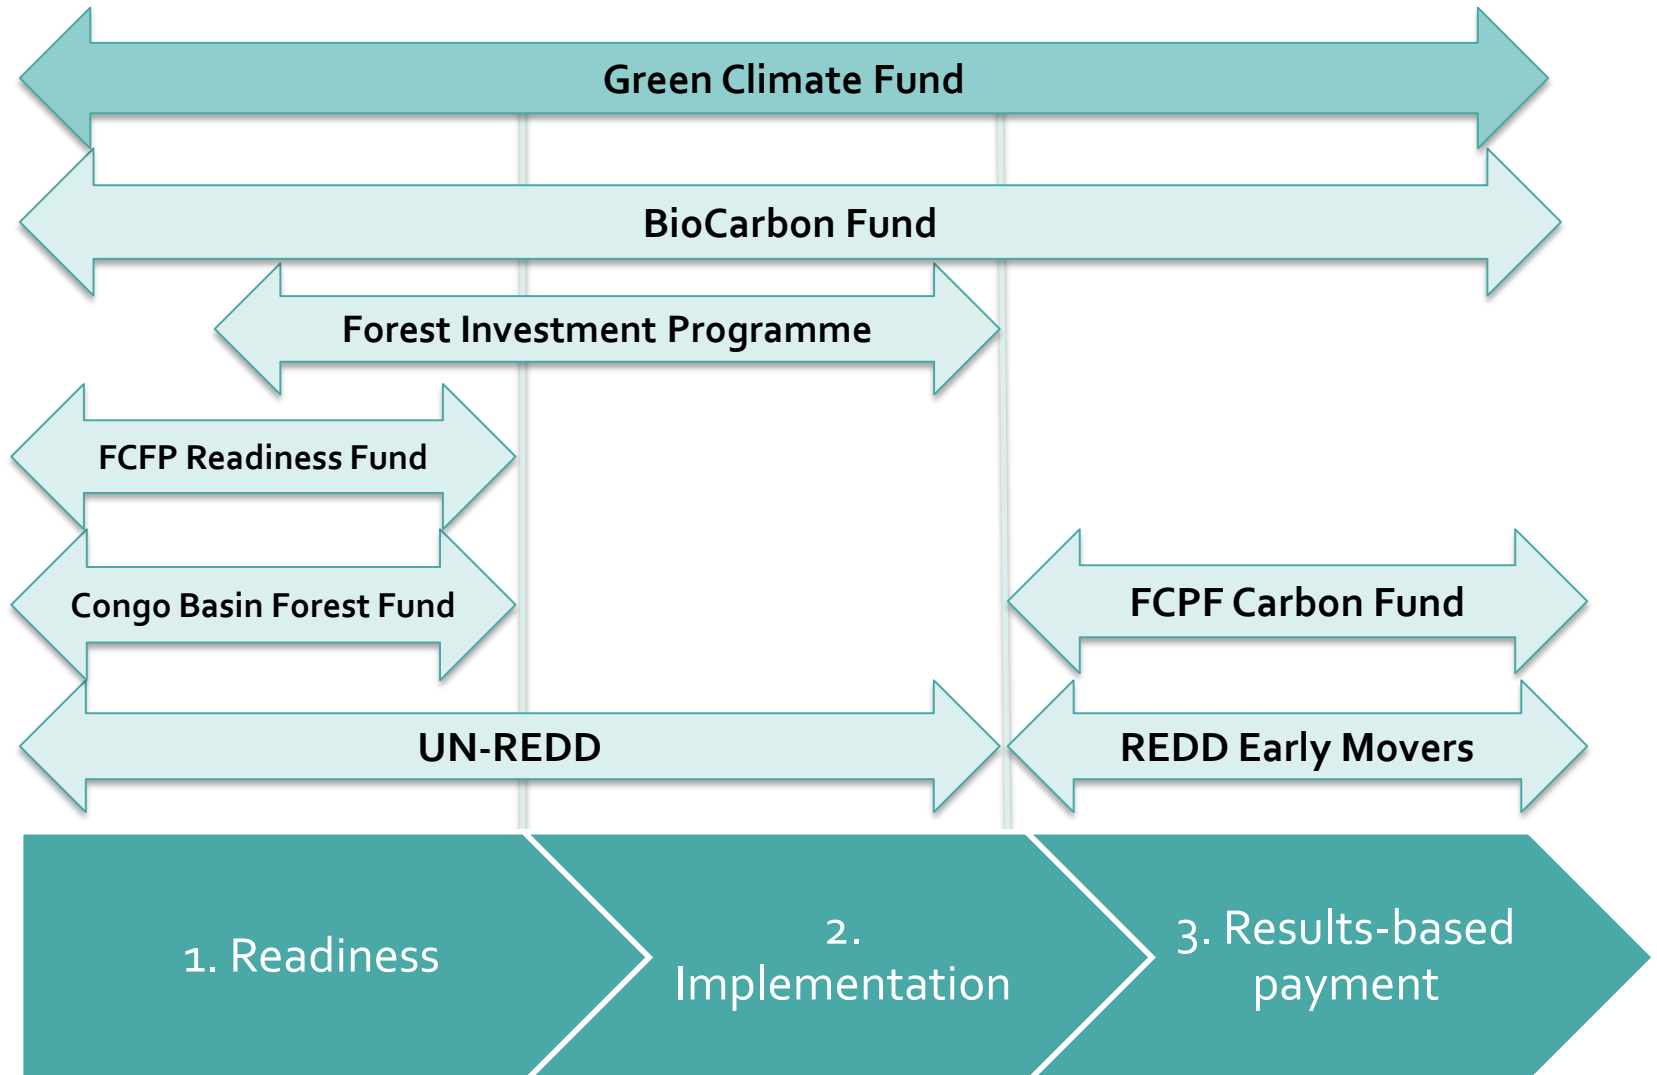 Green Climate Fund
BioCarbon Fund
Forest Investment Programme
FCFP Readiness Fund
Congo Basin Forest Fund
FCPF Carbon Fund
UN-REDD
REDD Early Movers
1. Readiness
2.
Implementation
3. Results-based
payment